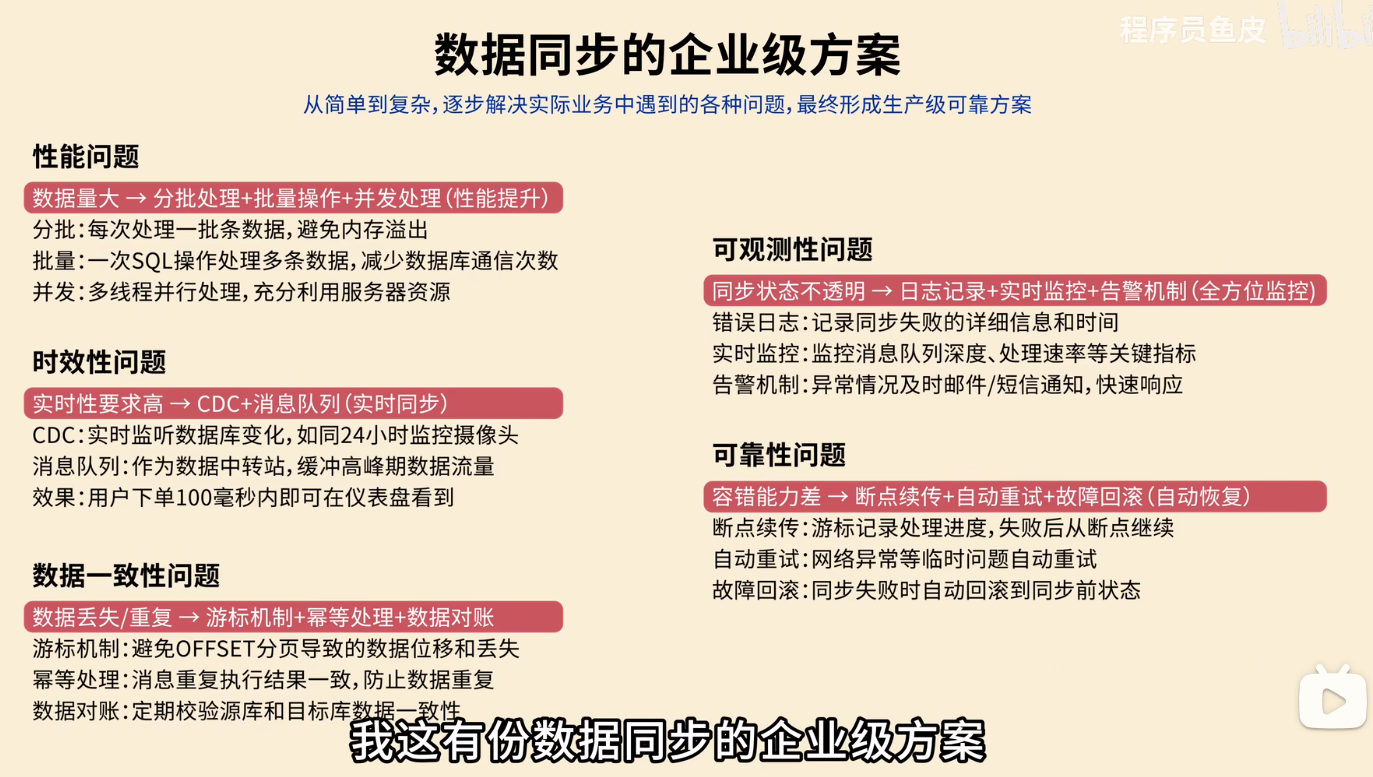 程序员鱼皮 bilibili
数据同步的企业级方案
从简单到复杂,逐步解决实际业务中遇到的各种问题,最终形成生产级可靠方案
性能问题
数据量大 → 分批处理+批量操作+并发处理(性能提升)
分批:每次处理一批条数据,避免内存溢出
批量:一次SQL操作处理多条数据,减少数据库通信次数
并发:多线程并行处理,充分利用服务器资源
时效性问题
实时性要求高 → CDC+消息队列(实时同步)
CDC:实时监听数据库变化,如同24小时监控摄像头
消息队列:作为数据中转站,缓冲高峰期数据流量
效果:用户下单100毫秒内即可在仪表盘看到
数据一致性问题
数据丢失/重复 → 游标机制+幂等处理+数据对账
游标机制:避免OFFSET分页导致的数据位移和丢失
幂等处理:消息重复执行结果一致,防止数据重复
数据对账:定期校验源库和目标库数据一致性
可观测性问题
同步状态不透明 → 日志记录+实时监控+告警机制(全方位监控)
错误日志:记录同步失败的详细信息和时间
实时监控:监控消息队列深度、处理速率等关键指标
告警机制:异常情况及时邮件/短信通知,快速响应
可靠性问题
容错能力差 → 断点续传+自动重试+故障回滚(自动恢复)
断点续传:游标记录处理进度,失败后从断点继续
自动重试:网络异常等临时问题自动重试
故障回滚:同步失败时自动回滚到同步前状态
我这有份数据同步的企业级方案